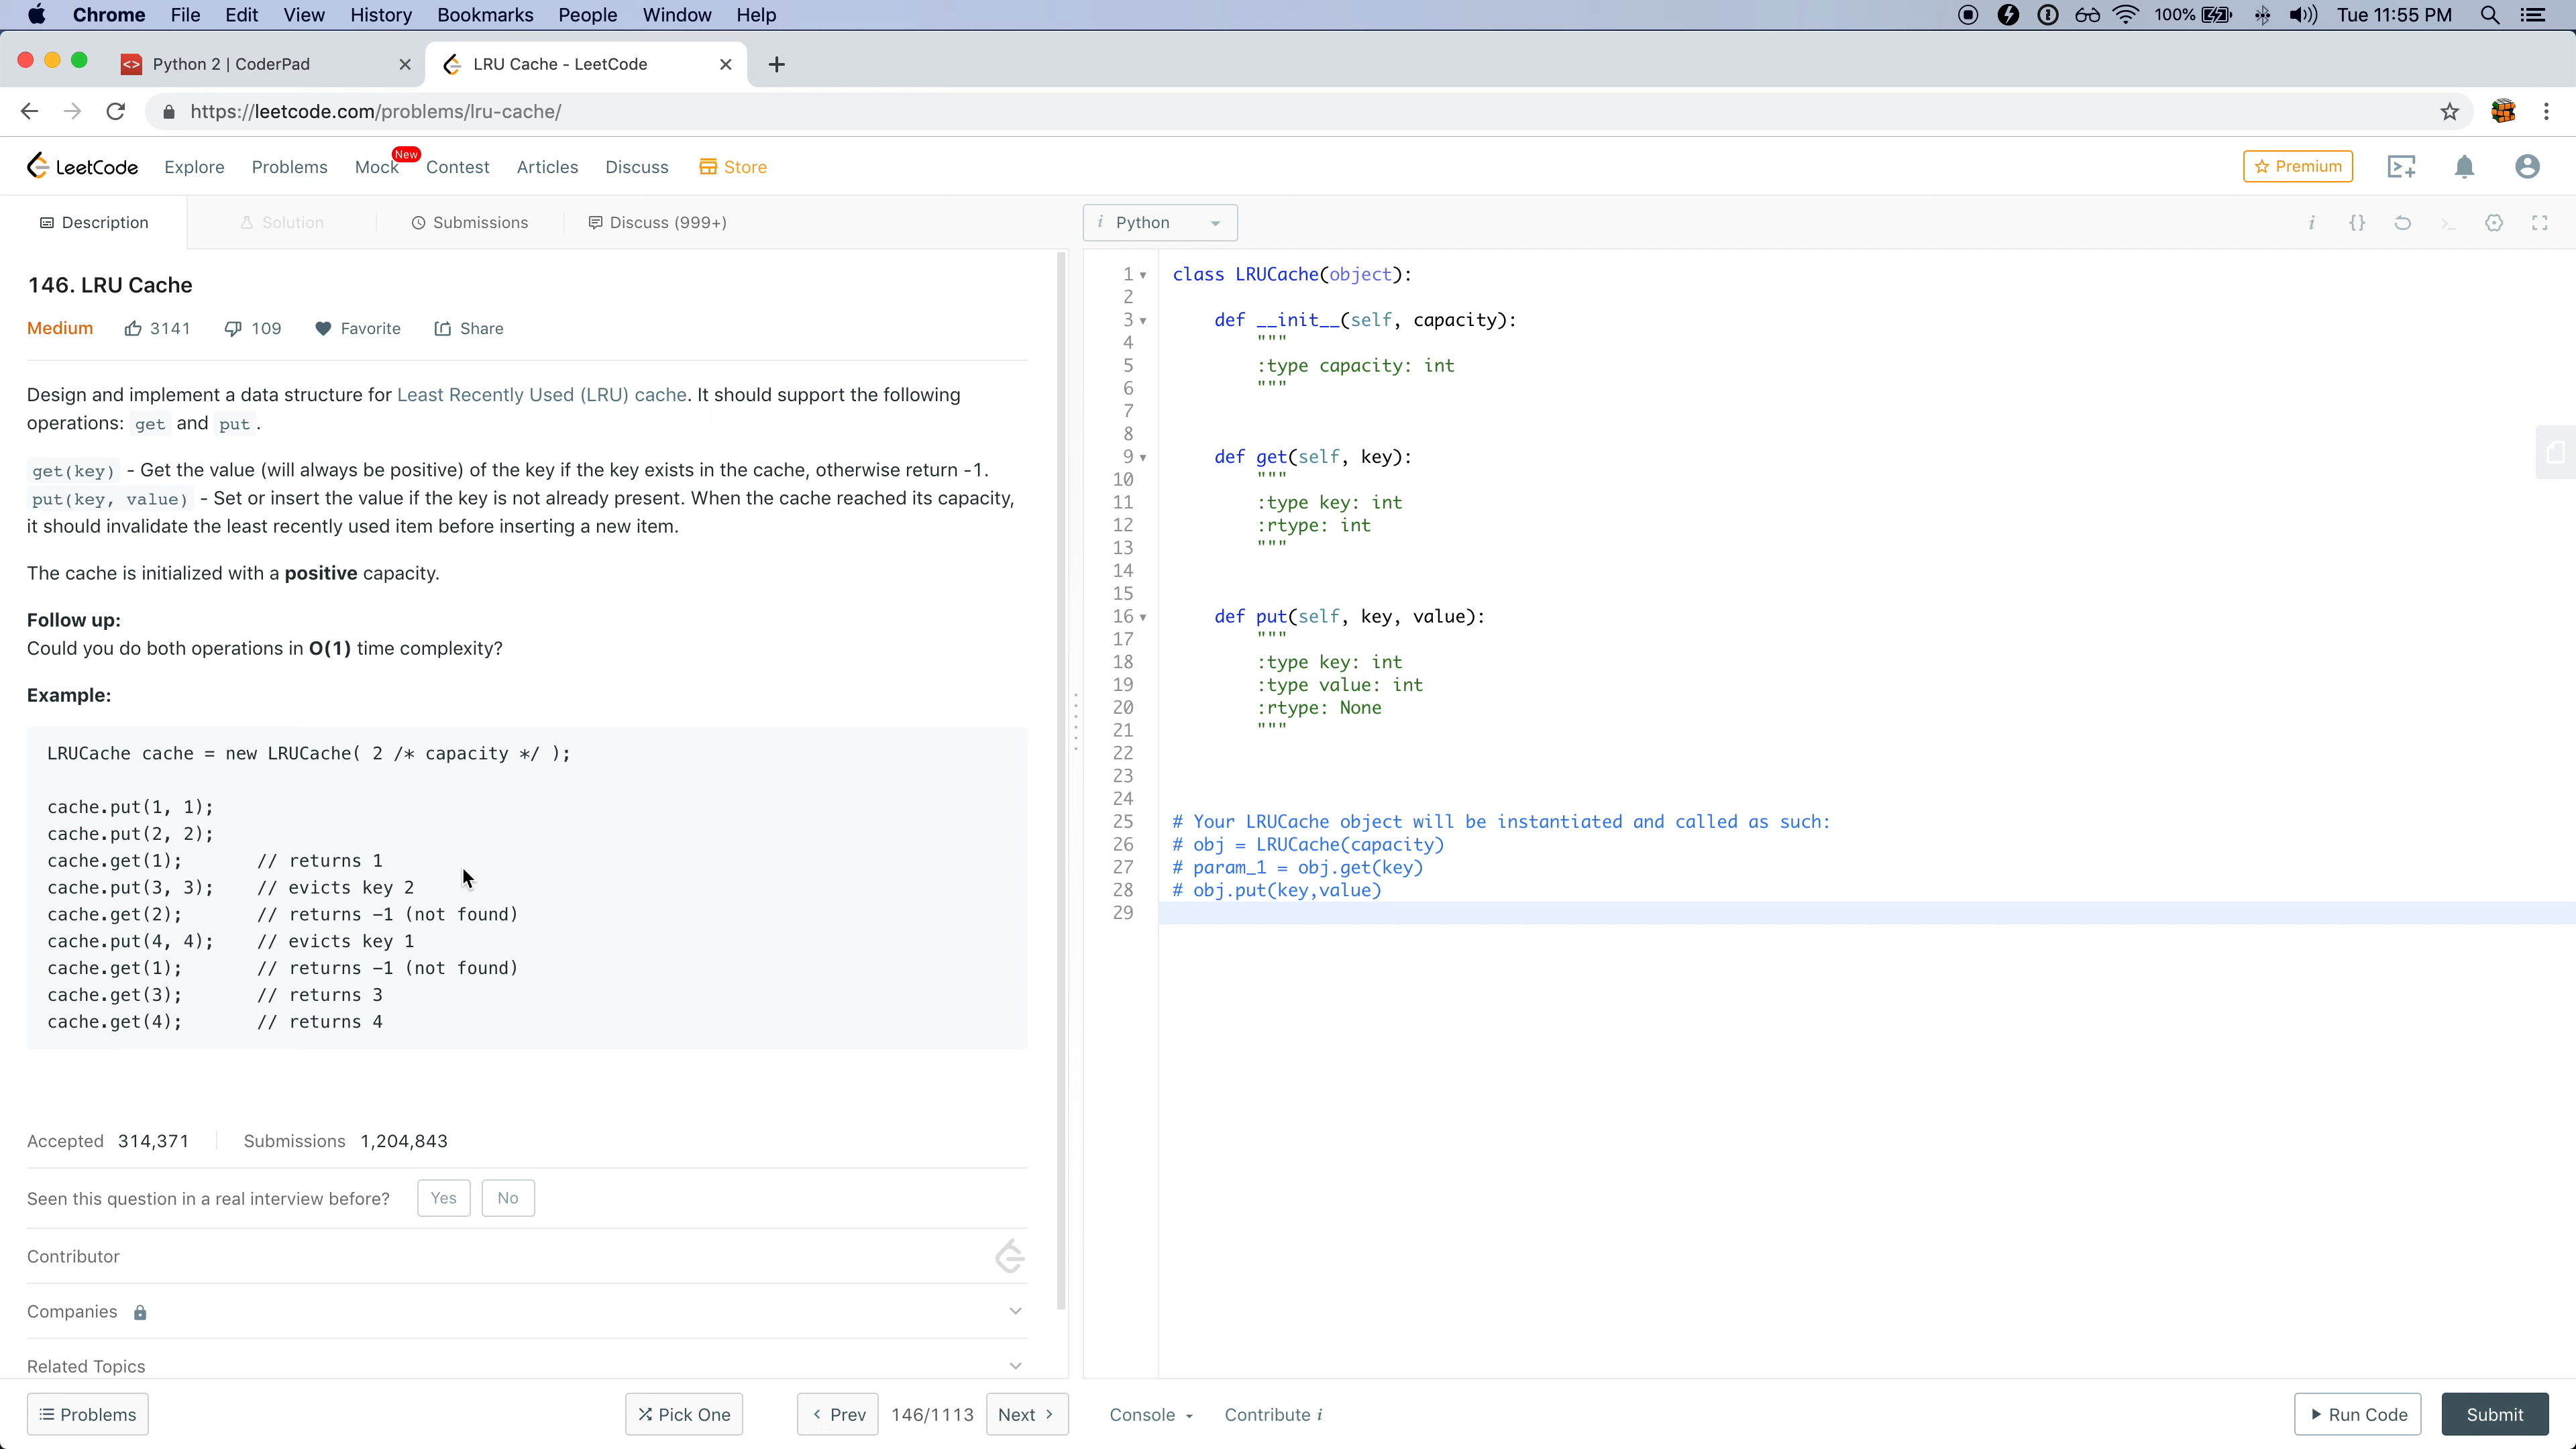 Chrome File Edit View History Bookmarks People Window Help 100% Tue 11:55 PM
Python 2 | CoderPad LRU Cache - LeetCode
https://leetcode.com/problems/lru-cache/
LeetCode Explore Problems Mock New Contest Articles Discuss Store Premium
Description Solution Submissions Discuss (999+)
146. LRU Cache
Medium 3141 109 Favorite Share
Design and implement a data structure for Least Recently Used (LRU) cache. It should support the following
operations: get and put .
get(key) - Get the value (will always be positive) of the key if the key exists in the cache, otherwise return -1.
put(key, value) - Set or insert the value if the key is not already present. When the cache reached its capacity,
it should invalidate the least recently used item before inserting a new item.
The cache is initialized with a positive capacity.
Follow up:
Could you do both operations in O(1) time complexity?
Example:
LRUCache cache = new LRUCache( 2 /* capacity */ );
cache.put(1, 1);
cache.put(2, 2);
cache.get(1);       // returns 1
cache.put(3, 3);    // evicts key 2
cache.get(2);       // returns -1 (not found)
cache.put(4, 4);    // evicts key 1
cache.get(1);       // returns -1 (not found)
cache.get(3);       // returns 3
cache.get(4);       // returns 4
Accepted 314,371 Submissions 1,204,843
Seen this question in a real interview before? Yes No
Contributor
Companies
Related Topics
Problems Pick One Prev 146/1113 Next
i Python
i {}
1 class LRUCache(object):
2
3     def __init__(self, capacity):
4         """
5         :type capacity: int
6         """
7
8
9     def get(self, key):
10         """
11         :type key: int
12         :rtype: int
13         """
14
15
16     def put(self, key, value):
17         """
18         :type key: int
19         :type value: int
20         :rtype: None
21         """
22
23
24
25 # Your LRUCache object will be instantiated and called as such:
26 # obj = LRUCache(capacity)
27 # param_1 = obj.get(key)
28 # obj.put(key,value)
29
Console Contribute i Run Code Submit